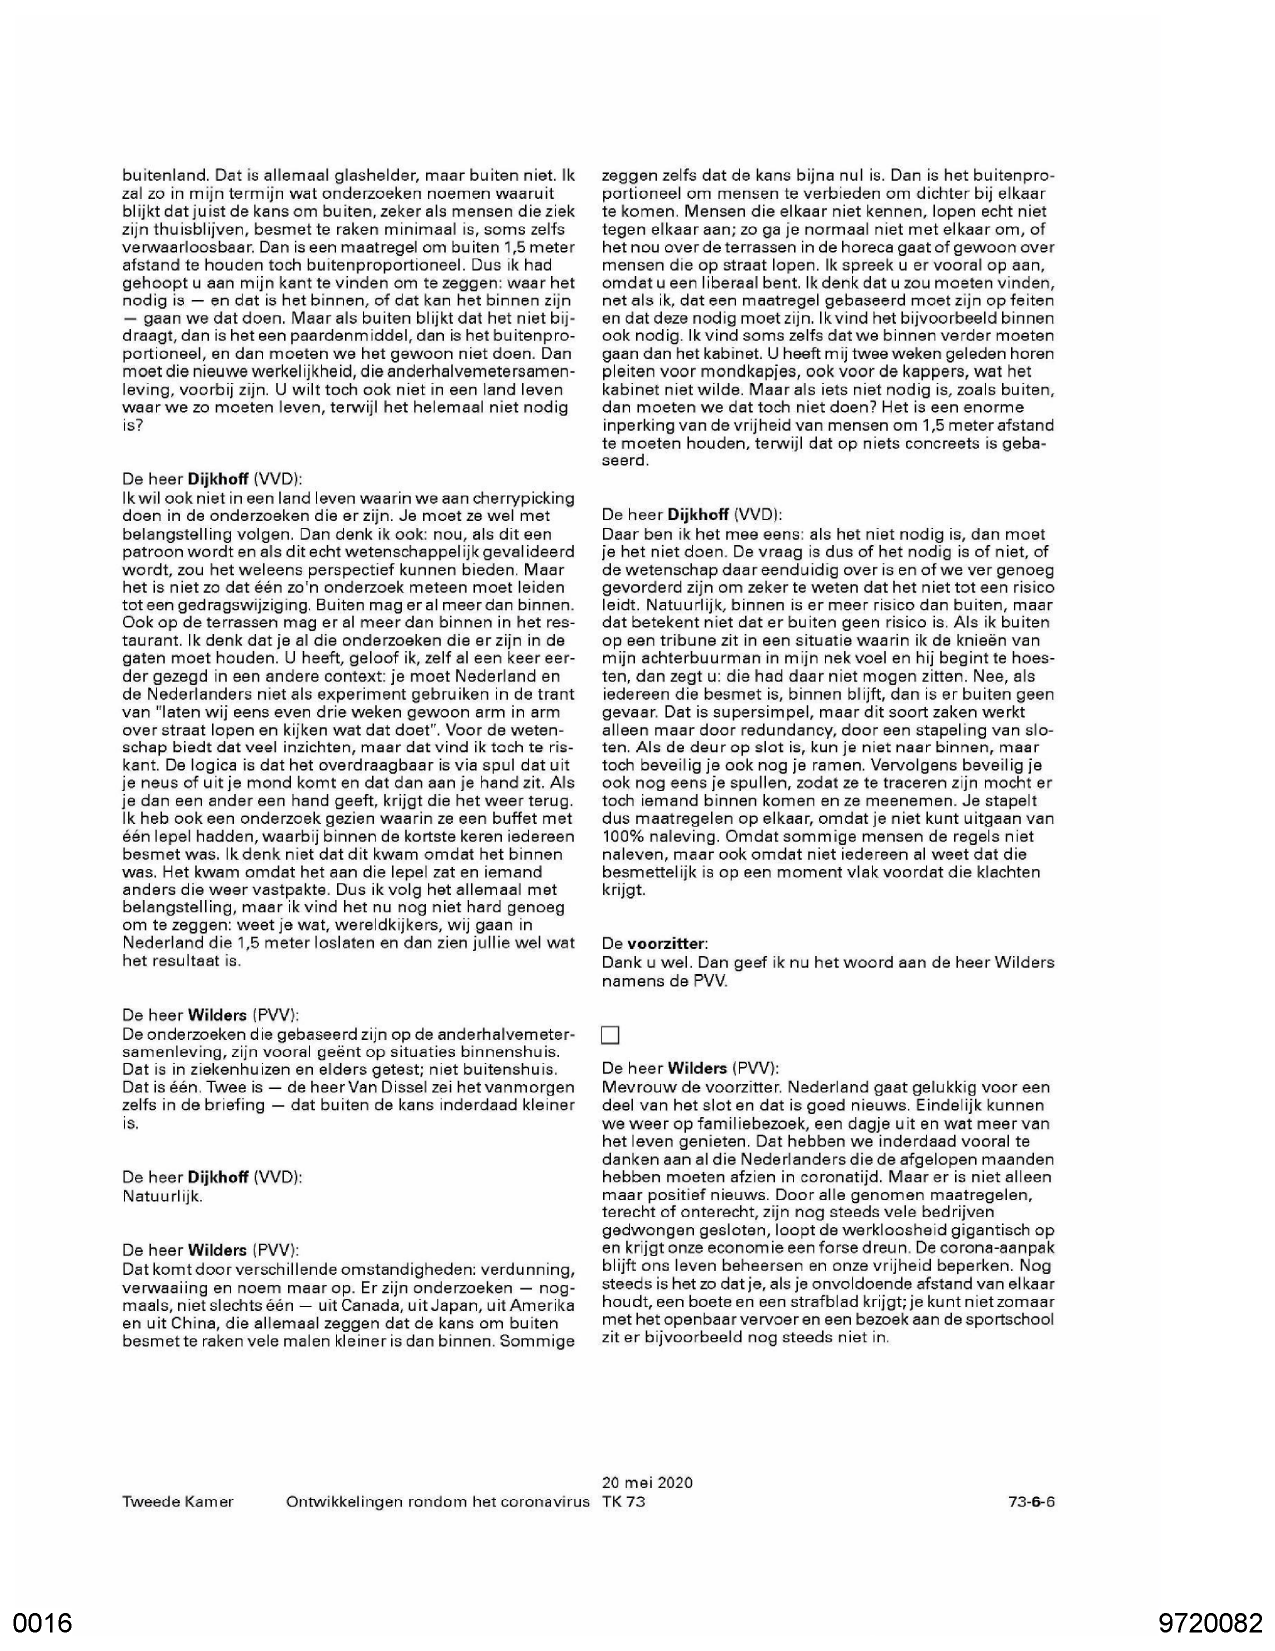 buitenland. Dat is allemaal glashelder, maar buiten niet. Ik
zal zo in mijn termijn wat onderzoeken noemen waaruit
blijkt dat juist de kans om buiten, zeker als mensen die ziek
zijn thuisblijven, besmet te raken minimaal is, soms zelfs
verwaarloosbaar. Dan is een maatregel om buiten 1,5 meter
afstand te houden toch buitenproportioneel. Dus ik had
gehoopt u aan mijn kant te vinden om te zeggen: waar het
nodig is — en dat is het binnen, of dat kan het binnen zijn
— gaan we dat doen. Maar als buiten blijkt dat het niet bij-
draagt, dan is het een paardenmiddel, dan is het buitenpro-
portioneel, en dan moeten we het gewoon niet doen. Dan
moet die nieuwe werkelijkheid, die anderhalvemetersamen-
leving, voorbij zijn. U wilt toch ook niet in een land leven
waar we zo moeten leven, terwijl het helemaal niet nodig
is?
De heer Dijkhoff (VVD):
Ik wil ook niet in een land leven waarin we aan cherrypicking
doen in de onderzoeken die er zijn. Je moet ze wel met
belangstelling volgen. Dan denk ik ook: nou, als dit een
patroon wordt en als dit echt wetenschappelijk gevalideerd
wordt, zou het weleens perspectief kunnen bieden. Maar
het is niet zo dat één zo'n onderzoek meteen moet leiden
tot een gedragswijziging. Buiten mag er al meer dan binnen.
Ook op de terrassen mag er al meer dan binnen in het res-
taurant. Ik denk dat je al die onderzoeken die er zijn in de
gaten moet houden. U heeft, geloof ik, zelf al een keer eer-
der gezegd in een andere context: je moet Nederland en
de Nederlanders niet als experiment gebruiken in de trant
van "laten wij eens even drie weken gewoon arm in arm
over straat lopen en kijken wat dat doet". Voor de weten-
schap biedt dat veel inzichten, maar dat vind ik toch te ris-
kant. De logica is dat het overdraagbaar is via spul dat uit
je neus of uit je mond komt en dat dan aan je hand zit. Als
je dan een ander een hand geeft, krijgt die het weer terug.
Ik heb ook een onderzoek gezien waarin ze een buffet met
één lepel hadden, waarbij binnen de kortste keren iedereen
besmet was. Ik denk niet dat dit kwam omdat het binnen
was. Het kwam omdat het aan die lepel zat en iemand
anders die weer vastpakte. Dus ik volg het allemaal met
belangstelling, maar ik vind het nu nog niet hard genoeg
om te zeggen: weet je wat, wereldkijkers, wij gaan in
Nederland die 1,5 meter loslaten en dan zien jullie wel wat
het resultaat is.
De heer Wilders (PVV):
De onderzoeken die gebaseerd zijn op de anderhalvemeter-
samenleving, zijn vooral geënt op situaties binnenshuis.
Dat is in ziekenhuizen en elders getest; niet buitenshuis.
Dat is één. Twee is — de heer Van Dissel zei het vanmorgen
zelfs in de briefing — dat buiten de kans inderdaad kleiner
is.
De heer Dijkhoff (VVD):
Natuurlijk.
De heer Wilders (PVV):
Dat komt door verschillende omstandigheden: verdunning,
verwaaiing en noem maar op. Er zijn onderzoeken — nog-
maals, niet slechts één — uit Canada, uit Japan, uit Amerika
en uit China, die allemaal zeggen dat de kans om buiten
besmet te raken vele malen kleiner is dan binnen. Sommige
zeggen zelfs dat de kans bijna nul is. Dan is het buitenpro-
portioneel om mensen te verbieden om dichter bij elkaar
te komen. Mensen die elkaar niet kennen, lopen echt niet
tegen elkaar aan; zo ga je normaal niet met elkaar om, of
het nou over de terrassen in de horeca gaat of gewoon over
mensen die op straat lopen. Ik spreek u er vooral op aan,
omdat u een liberaal bent. Ik denk dat u zou moeten vinden,
net als ik, dat een maatregel gebaseerd moet zijn op feiten
en dat deze nodig moet zijn. Ik vind het bijvoorbeeld binnen
ook nodig. Ik vind soms zelfs dat we binnen verder moeten
gaan dan het kabinet. U heeft mij twee weken geleden horen
pleiten voor mondkapjes, ook voor de kappers, wat het
kabinet niet wilde. Maar als iets niet nodig is, zoals buiten,
dan moeten we dat toch niet doen? Het is een enorme
inperking van de vrijheid van mensen om 1,5 meter afstand
te moeten houden, terwijl dat op niets concreets is geba-
seerd.
De heer Dijkhoff (VVD):
Daar ben ik het mee eens: als het niet nodig is, dan moet
je het niet doen. De vraag is dus of het nodig is of niet, of
de wetenschap daar eenduidig over is en of we ver genoeg
gevorderd zijn om zeker te weten dat het niet tot een risico
leidt. Natuurlijk, binnen is er meer risico dan buiten, maar
dat betekent niet dat er buiten geen risico is. Als ik buiten
op een tribune zit in een situatie waarin ik de knieën van
mijn achterbuurman in mijn nek voel en hij begint te hoes-
ten, dan zegt u: die had daar niet mogen zitten. Nee, als
iedereen die besmet is, binnen blijft, dan is er buiten geen
gevaar. Dat is supersimpel, maar dit soort zaken werkt
alleen maar door redundancy, door een stapeling van slo-
ten. Als de deur op slot is, kun je niet naar binnen, maar
toch beveilig je ook nog je ramen. Vervolgens beveilig je
ook nog eens je spullen, zodat ze te traceren zijn mocht er
toch iemand binnen komen en ze meenemen. Je stapelt
dus maatregelen op elkaar, omdat je niet kunt uitgaan van
100% naleving. Omdat sommige mensen de regels niet
naleven, maar ook omdat niet iedereen al weet dat die
besmettelijk is op een moment vlak voordat die klachten
krijgt.
De voorzitter:
Dank u wel. Dan geef ik nu het woord aan de heer Wilders
namens de PVV.
De heer Wilders (PVV):
Mevrouw de voorzitter. Nederland gaat gelukkig voor een
deel van het slot en dat is goed nieuws. Eindelijk kunnen
we weer op familiebezoek, een dagje uit en wat meer van
het leven genieten. Dat hebben we inderdaad vooral te
danken aan al die Nederlanders die de afgelopen maanden
hebben moeten afzien in coronatijd. Maar er is niet alleen
maar positief nieuws. Door alle genomen maatregelen,
terecht of onterecht, zijn nog steeds vele bedrijven
gedwongen gesloten, loopt de werkloosheid gigantisch op
en krijgt onze economie een forse dreun. De corona-aanpak
blijft ons leven beheersen en onze vrijheid beperken. Nog
steeds is het zo dat je, als je onvoldoende afstand van elkaar
houdt, een boete en een strafblad krijgt; je kunt niet zomaar
met het openbaar vervoer en een bezoek aan de sportschool
zit er bijvoorbeeld nog steeds niet in.
20 mei 2020
Tweede Kamer Ontwikkelingen rondom het coronavirus TK 73 73-6-6
0016 9720082